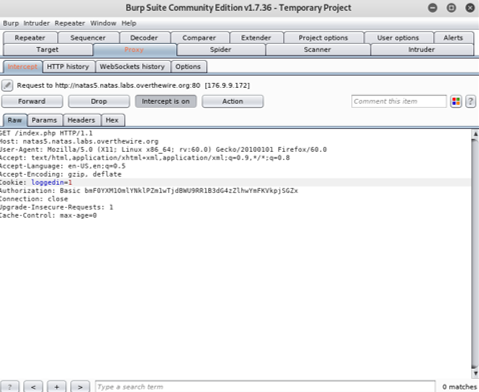 Burp Suite Community Edition v1.7.36 - Temporary Project
Burp Intruder Repeater Window Help
Repeater Sequencer Decoder Comparer Extender Project options User options Alerts
Target Proxy Spider Scanner Intruder
Intercept HTTP history WebSockets history Options
Request to http://natas5.natas.labs.overthewire.org:80 [176.9.9.172]
Forward Drop Intercept is on Action Comment this item ?
Raw Params Headers Hex
GET /index.php HTTP/1.1
Host: natas5.natas.labs.overthewire.org
User-Agent: Mozilla/5.0 (X11; Linux x86_64; rv:60.0) Gecko/20100101 Firefox/60.0
Accept: text/html,application/xhtml+xml,application/xml;q=0.9,*/*;q=0.8
Accept-Language: en-US,en;q=0.5
Accept-Encoding: gzip, deflate
Cookie: loggedin=1
Authorization: Basic
Connection: close
Upgrade-Insecure-Requests: 1
Cache-Control: max-age=0
? < + > Type a search term 0 matches